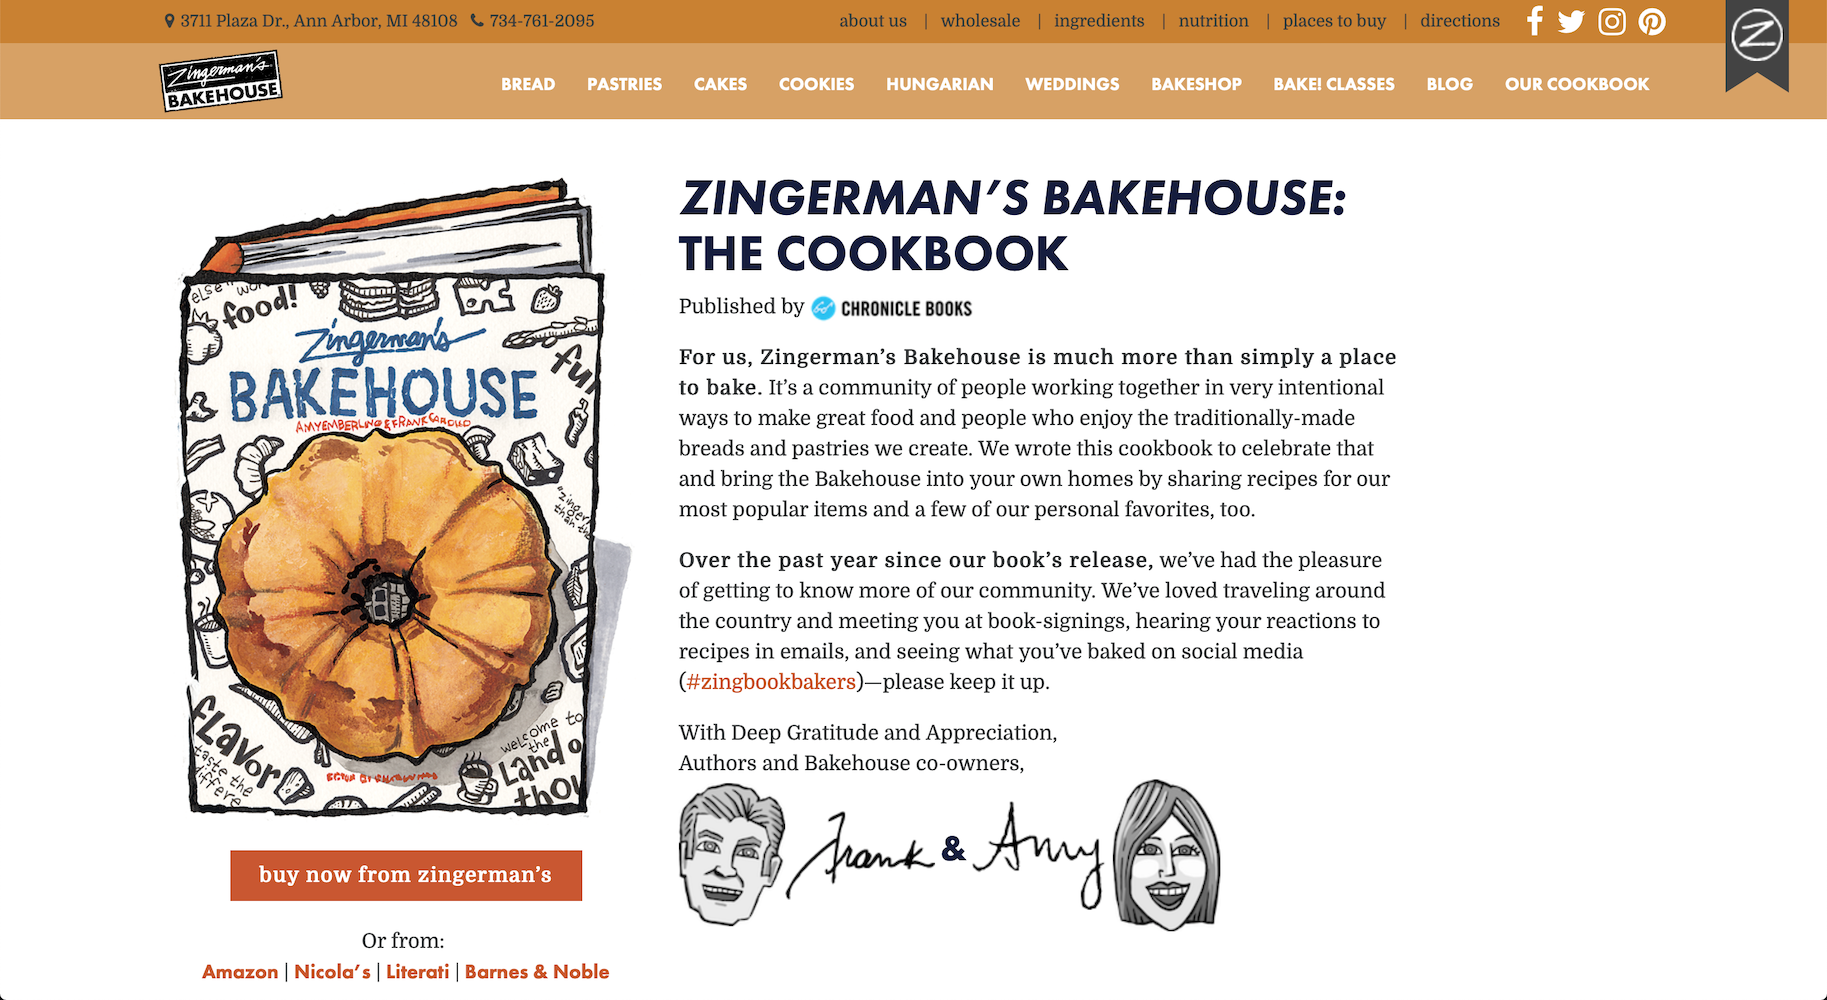 3711 Plaza Dr., Ann Arbor, MI 48108 734-761-2095
about us | wholesale | ingredients | nutrition | places to buy | directions
Zingerman's
BAKEHOUSE
BREAD PASTRIES CAKES COOKIES HUNGARIAN WEDDINGS BAKESHOP BAKE! CLASSES BLOG OUR COOKBOOK
Z
food!
Zingerman's
BAKEHOUSE
AMY EMBERLING & FRANK CAROLLO
fun
flavor
taste the
welcome to
the
Land o
thou
buy now from zingerman's
Or from:
Amazon | Nicola's | Literati | Barnes & Noble
ZINGERMAN'S BAKEHOUSE:
THE COOKBOOK
Published by CHRONICLE BOOKS
For us, Zingerman's Bakehouse is much more than simply a place
to bake. It's a community of people working together in very intentional
ways to make great food and people who enjoy the traditionally-made
breads and pastries we create. We wrote this cookbook to celebrate that
and bring the Bakehouse into your own homes by sharing recipes for our
most popular items and a few of our personal favorites, too.
Over the past year since our book's release, we've had the pleasure
of getting to know more of our community. We've loved traveling around
the country and meeting you at book-signings, hearing your reactions to
recipes in emails, and seeing what you've baked on social media
(#zingbookbakers)—please keep it up.
With Deep Gratitude and Appreciation,
Authors and Bakehouse co-owners,
Frank & Amy